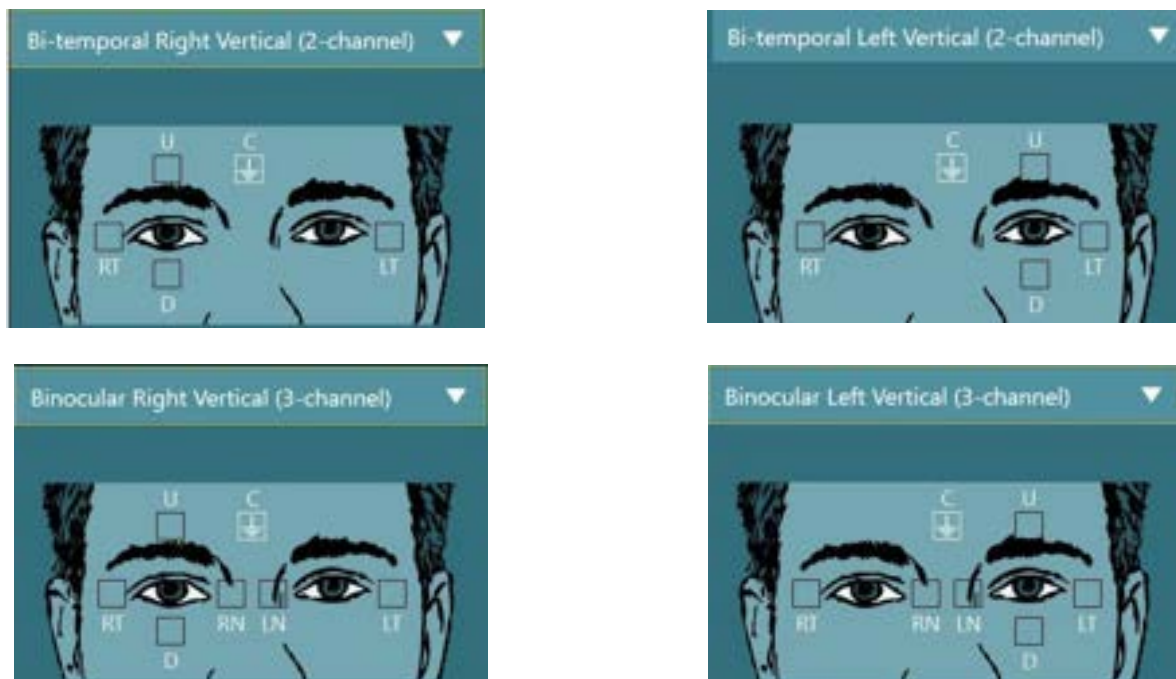 Bi-temporal Right Vertical (2-channel)
U C
RT LT
D
Bi-temporal Left Vertical (2-channel)
C U
RT LT
D
Binocular Right Vertical (3-channel)
U C
RT RN LN LT
D
Binocular Left Vertical (3-channel)
C U
RT RN LN LT
D